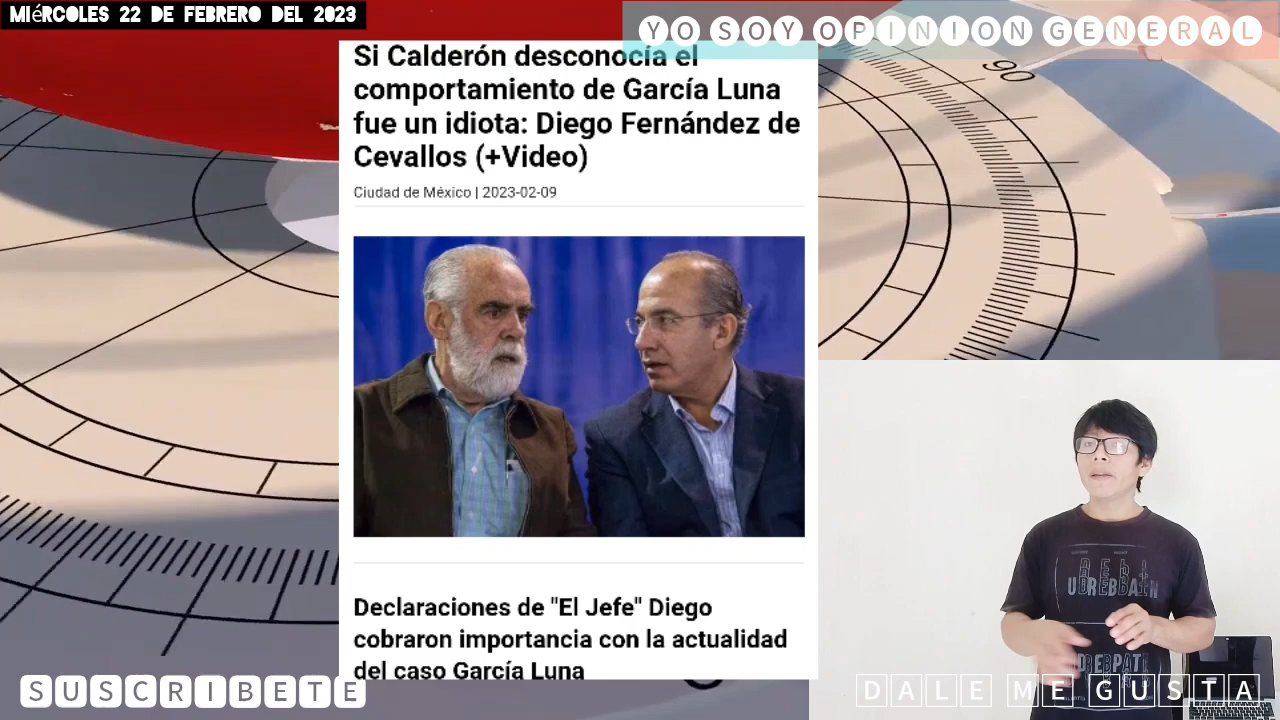 MIéRCOLES 22 DE FEBRERO DEL 2023
YO SOY OPINION GENERAL
Si Calderón desconocía el
comportamiento de García Luna
fue un idiota: Diego Fernández de
Cevallos (+Video)
Ciudad de México | 2023-02-09
90
Declaraciones de "El Jefe" Diego
cobraron importancia con la actualidad
del caso García Luna
SUSCRIBETE
DALE ME GUSTA